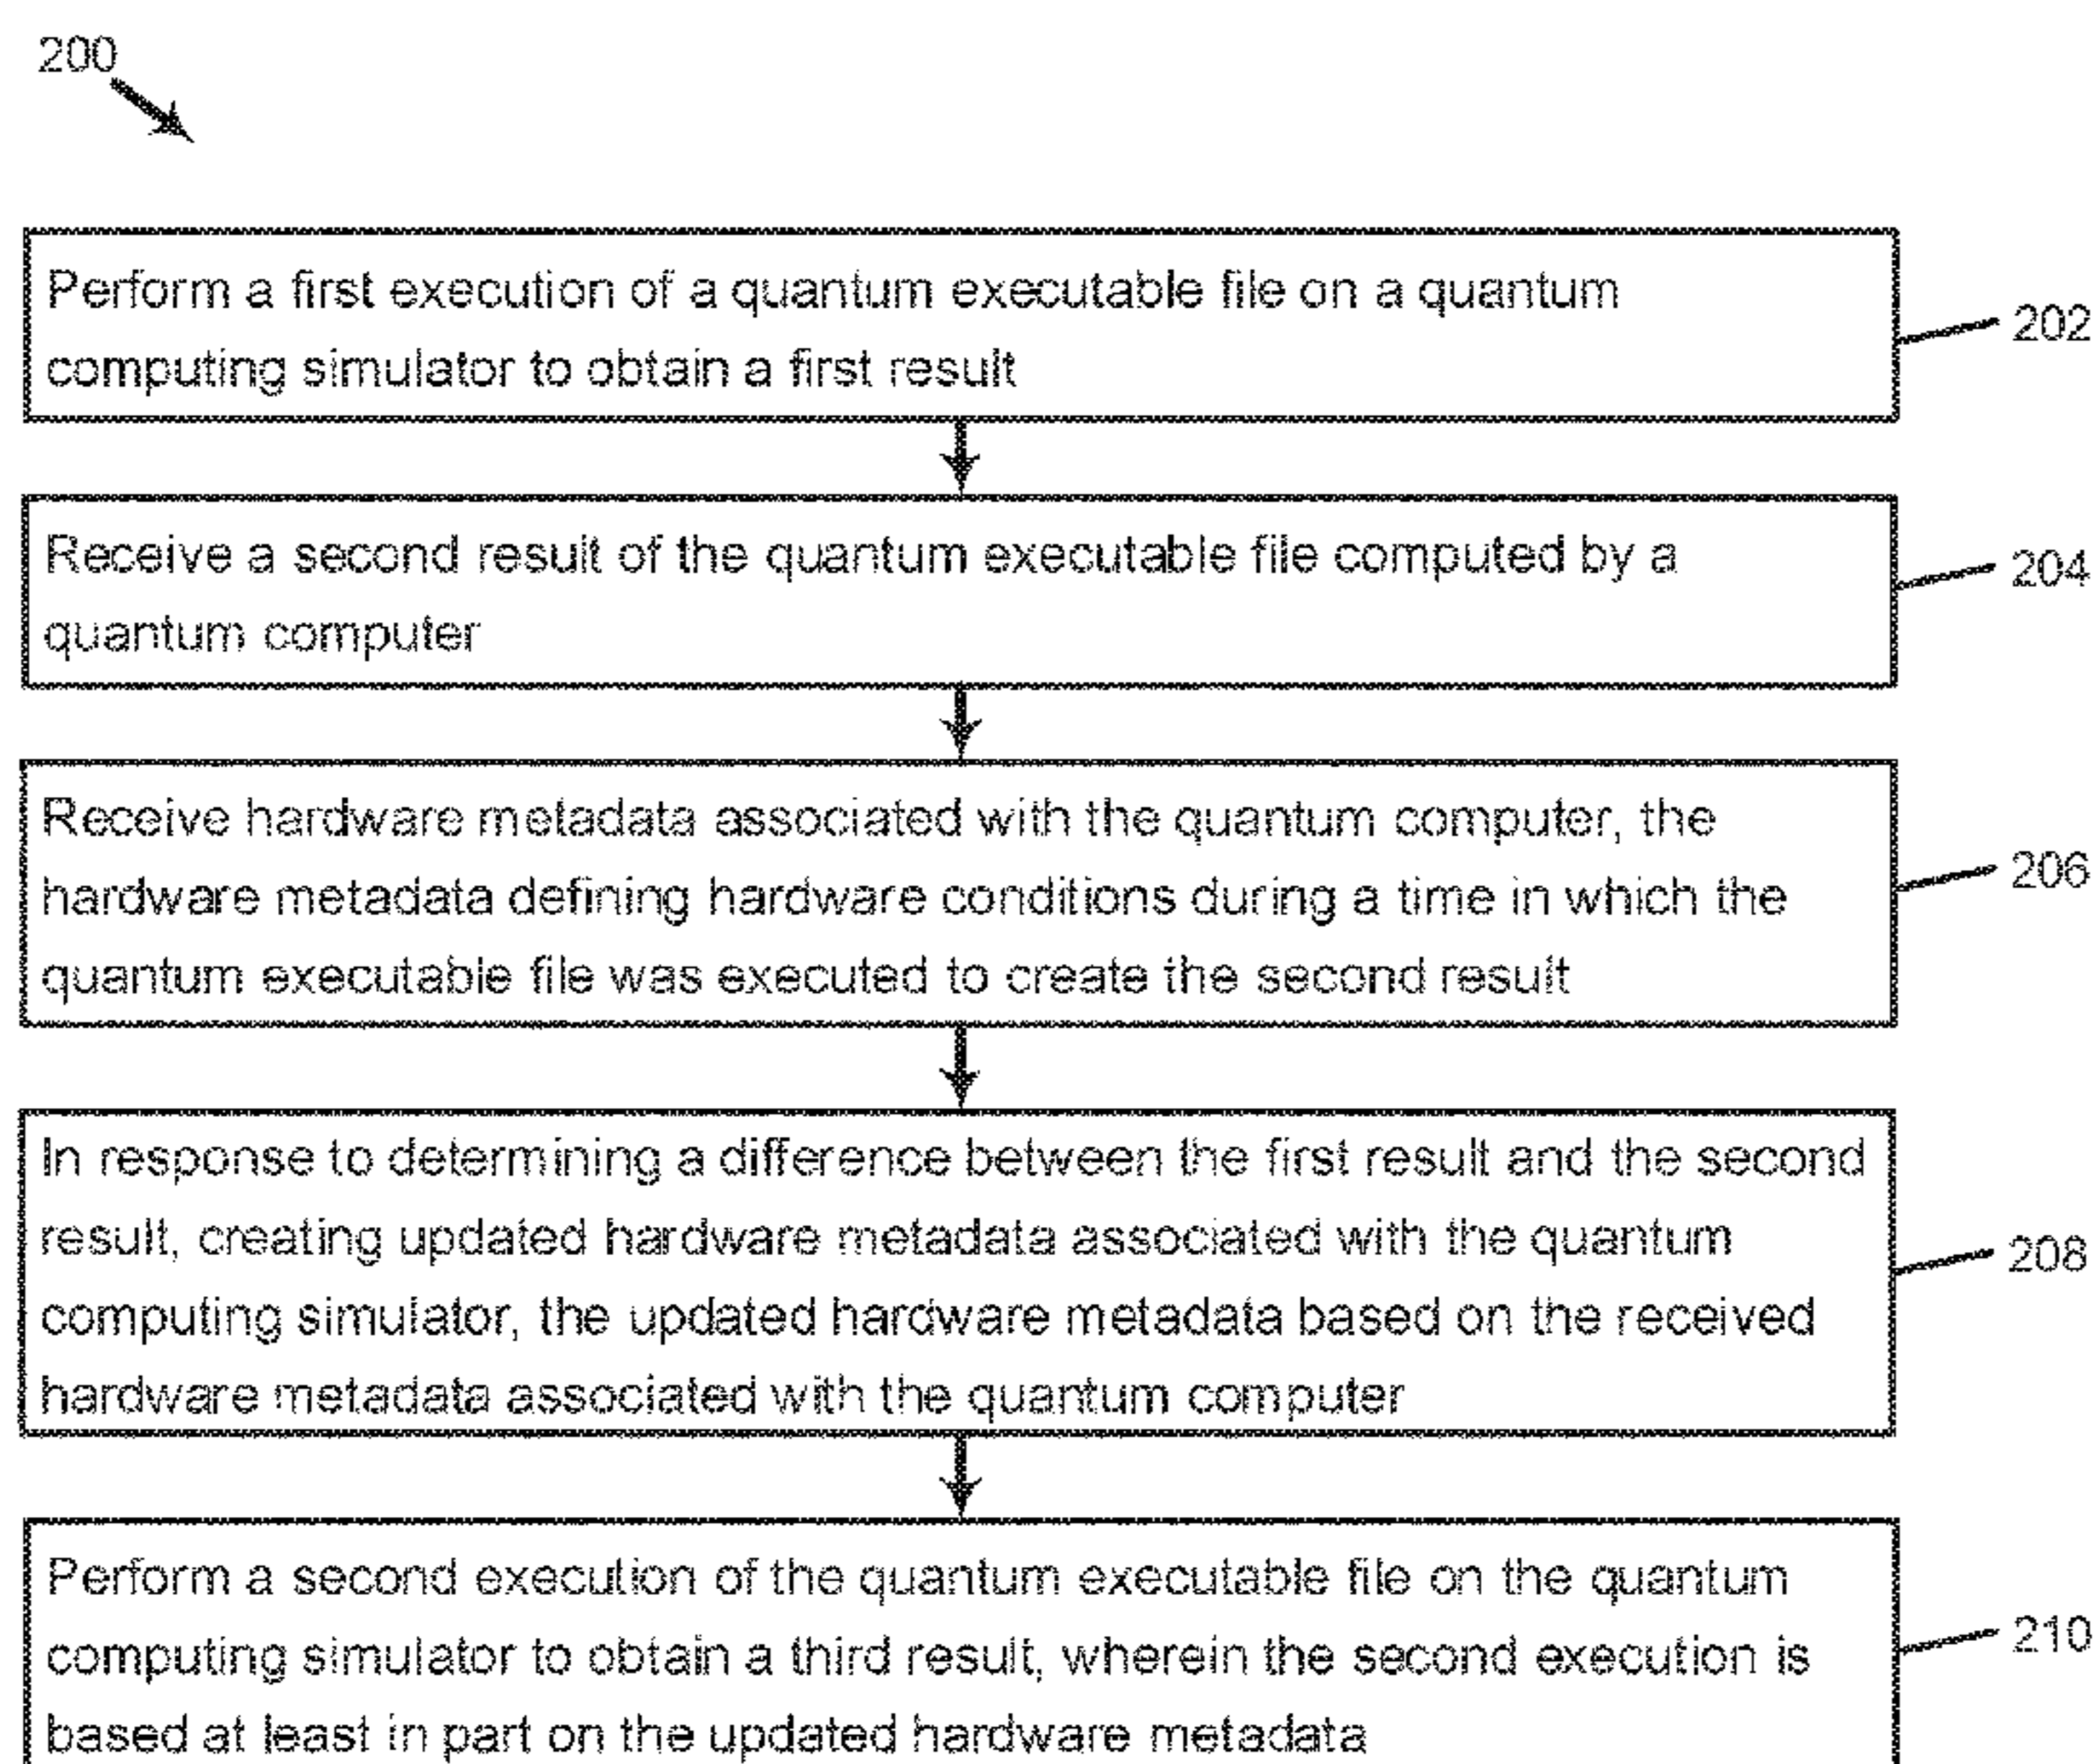 200
Perform a first execution of a quantum executable file on a quantum
computing simulator to obtain a first result
202
Receive a second result of the quantum executable file computed by a
quantum computer
204
Receive hardware metadata associated with the quantum computer, the
hardware metadata defining hardware conditions during a time in which the
quantum executable file was executed to create the second result
206
In response to determining a difference between the first result and the second
result, creating updated hardware metadata associated with the quantum
computing simulator, the updated hardware metadata based on the received
hardware metadata associated with the quantum computer
208
Perform a second execution of the quantum executable file on the quantum
computing simulator to obtain a third result, wherein the second execution is
based at least in part on the updated hardware metadata
210